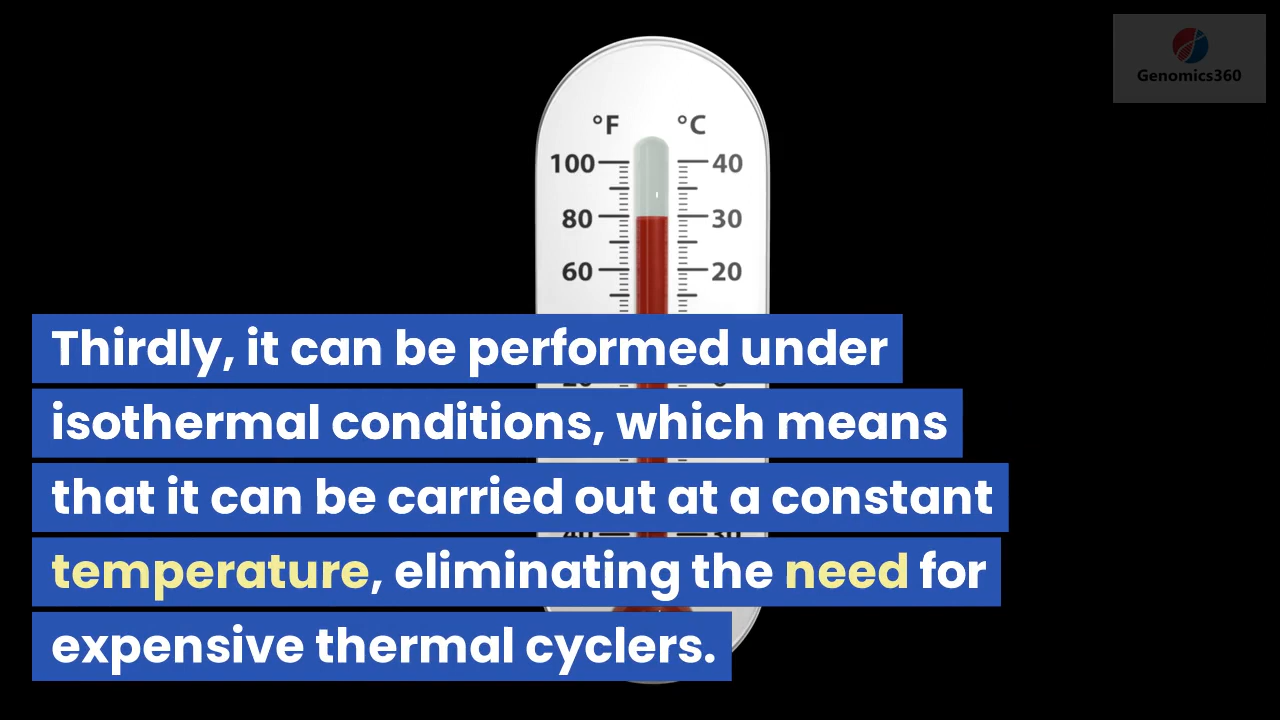 Genomics360
°F °C
100 40
80 30
60 20
Thirdly, it can be performed under
isothermal conditions, which means
that it can be carried out at a constant
temperature, eliminating the need for
expensive thermal cyclers.